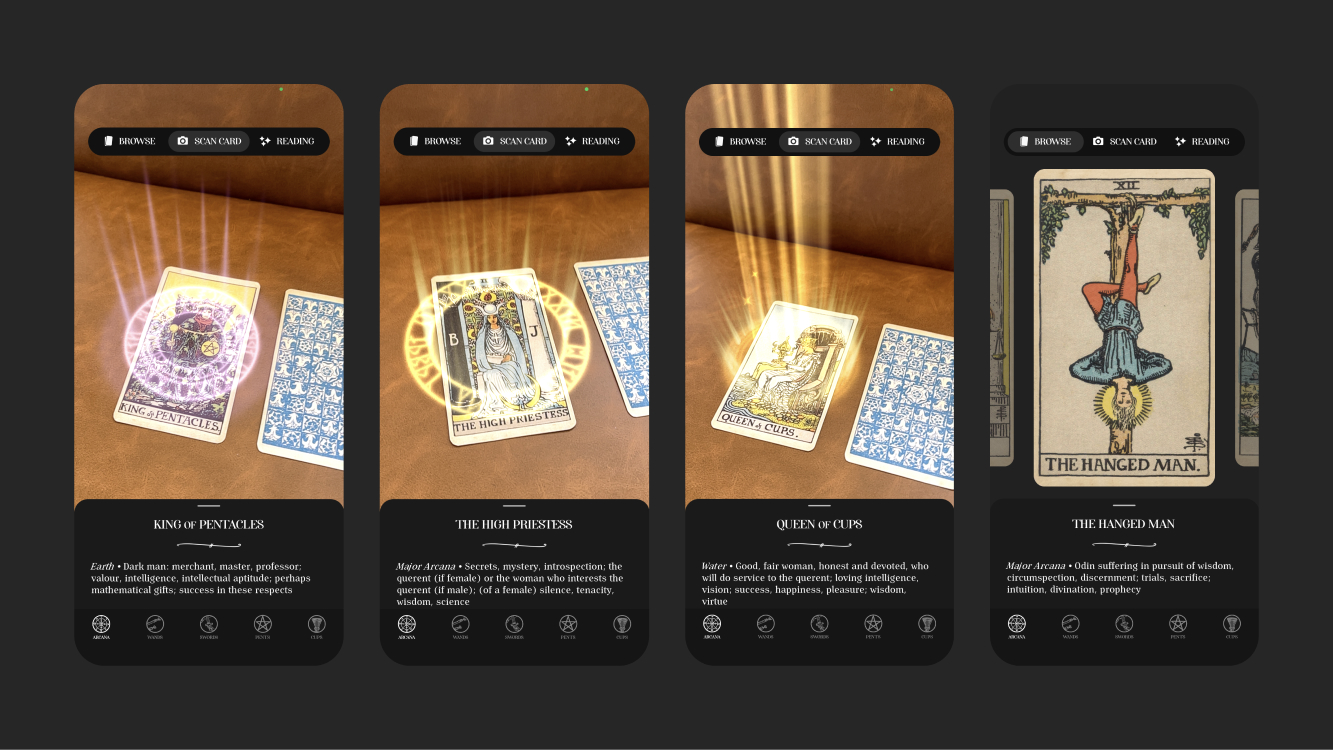 BROWSE SCAN CARD READING
KING OF PENTACLES.
KING OF PENTACLES
Earth • Dark man: merchant, master, professor;
valour, intelligence, intellectual aptitude; perhaps
mathematical gifts; success in these respects
ARCANA WANDS SWORDS PENTS CUPS
BROWSE SCAN CARD READING
B J
THE HIGH PRIESTESS
THE HIGH PRIESTESS
Major Arcana • Secrets, mystery, introspection; the
querent (if female) or the woman who interests the
querent (if male); (of a female) silence, tenacity,
wisdom, science
ARCANA WANDS SWORDS PENTS CUPS
BROWSE SCAN CARD READING
QUEEN of CUPS.
QUEEN OF CUPS
Water • Good, fair woman, honest and devoted, who
will do service to the querent; loving intelligence,
vision; success, happiness, pleasure; wisdom,
virtue
ARCANA WANDS SWORDS PENTS CUPS
BROWSE SCAN CARD READING
XII
THE HANGED MAN.
THE HANGED MAN
Major Arcana • Odin suffering in pursuit of wisdom,
circumspection, discernment; trials, sacrifice;
intuition, divination, prophecy
ARCANA WANDS SWORDS PENTS CUPS